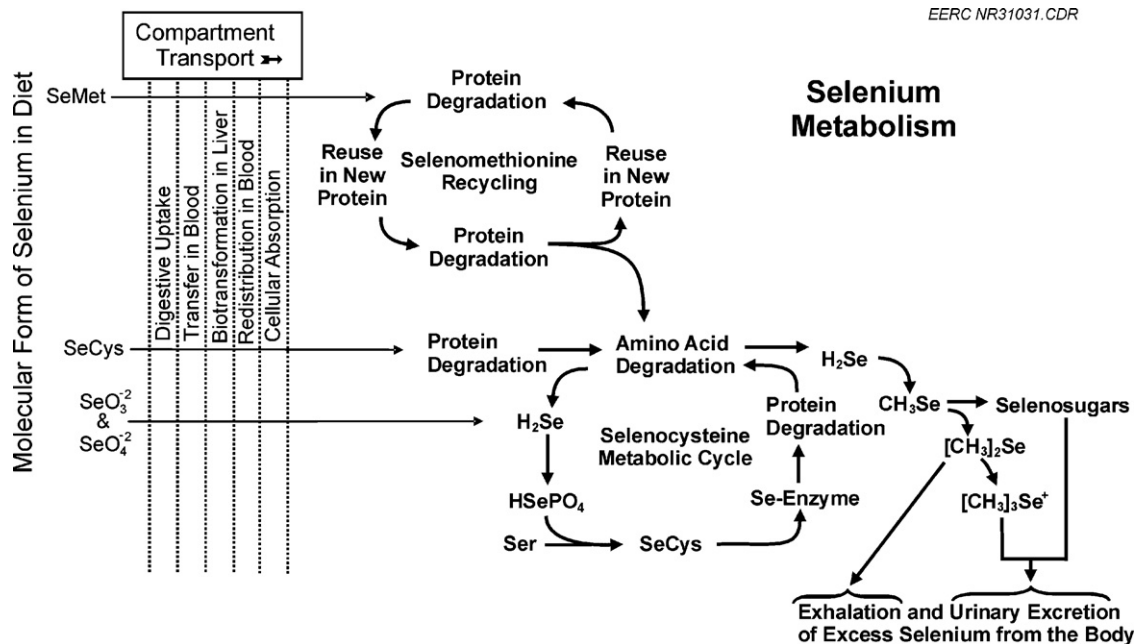 EERC NR31031.CDR
Compartment
Transport ➳
Selenium
Metabolism
Molecular Form of Selenium in Diet
SeMet
SeCys
SeO₃⁻²
&
SeO₄⁻²
Digestive Uptake
Transfer in Blood
Biotransformation in Liver
Redistribution in Blood
Cellular Absorption
Protein
Degradation
Reuse
in New
Protein
Selenomethionine
Recycling
Reuse
in New
Protein
Protein
Degradation
Protein
Degradation
Amino Acid
Degradation
H₂Se
H₂Se
Selenocysteine
Metabolic Cycle
Protein
Degradation
CH₃Se
Selenosugars
[CH₃]₂Se
[CH₃]₃Se⁺
HSePO₄
Ser
SeCys
Se-Enzyme
Exhalation and Urinary Excretion
of Excess Selenium from the Body